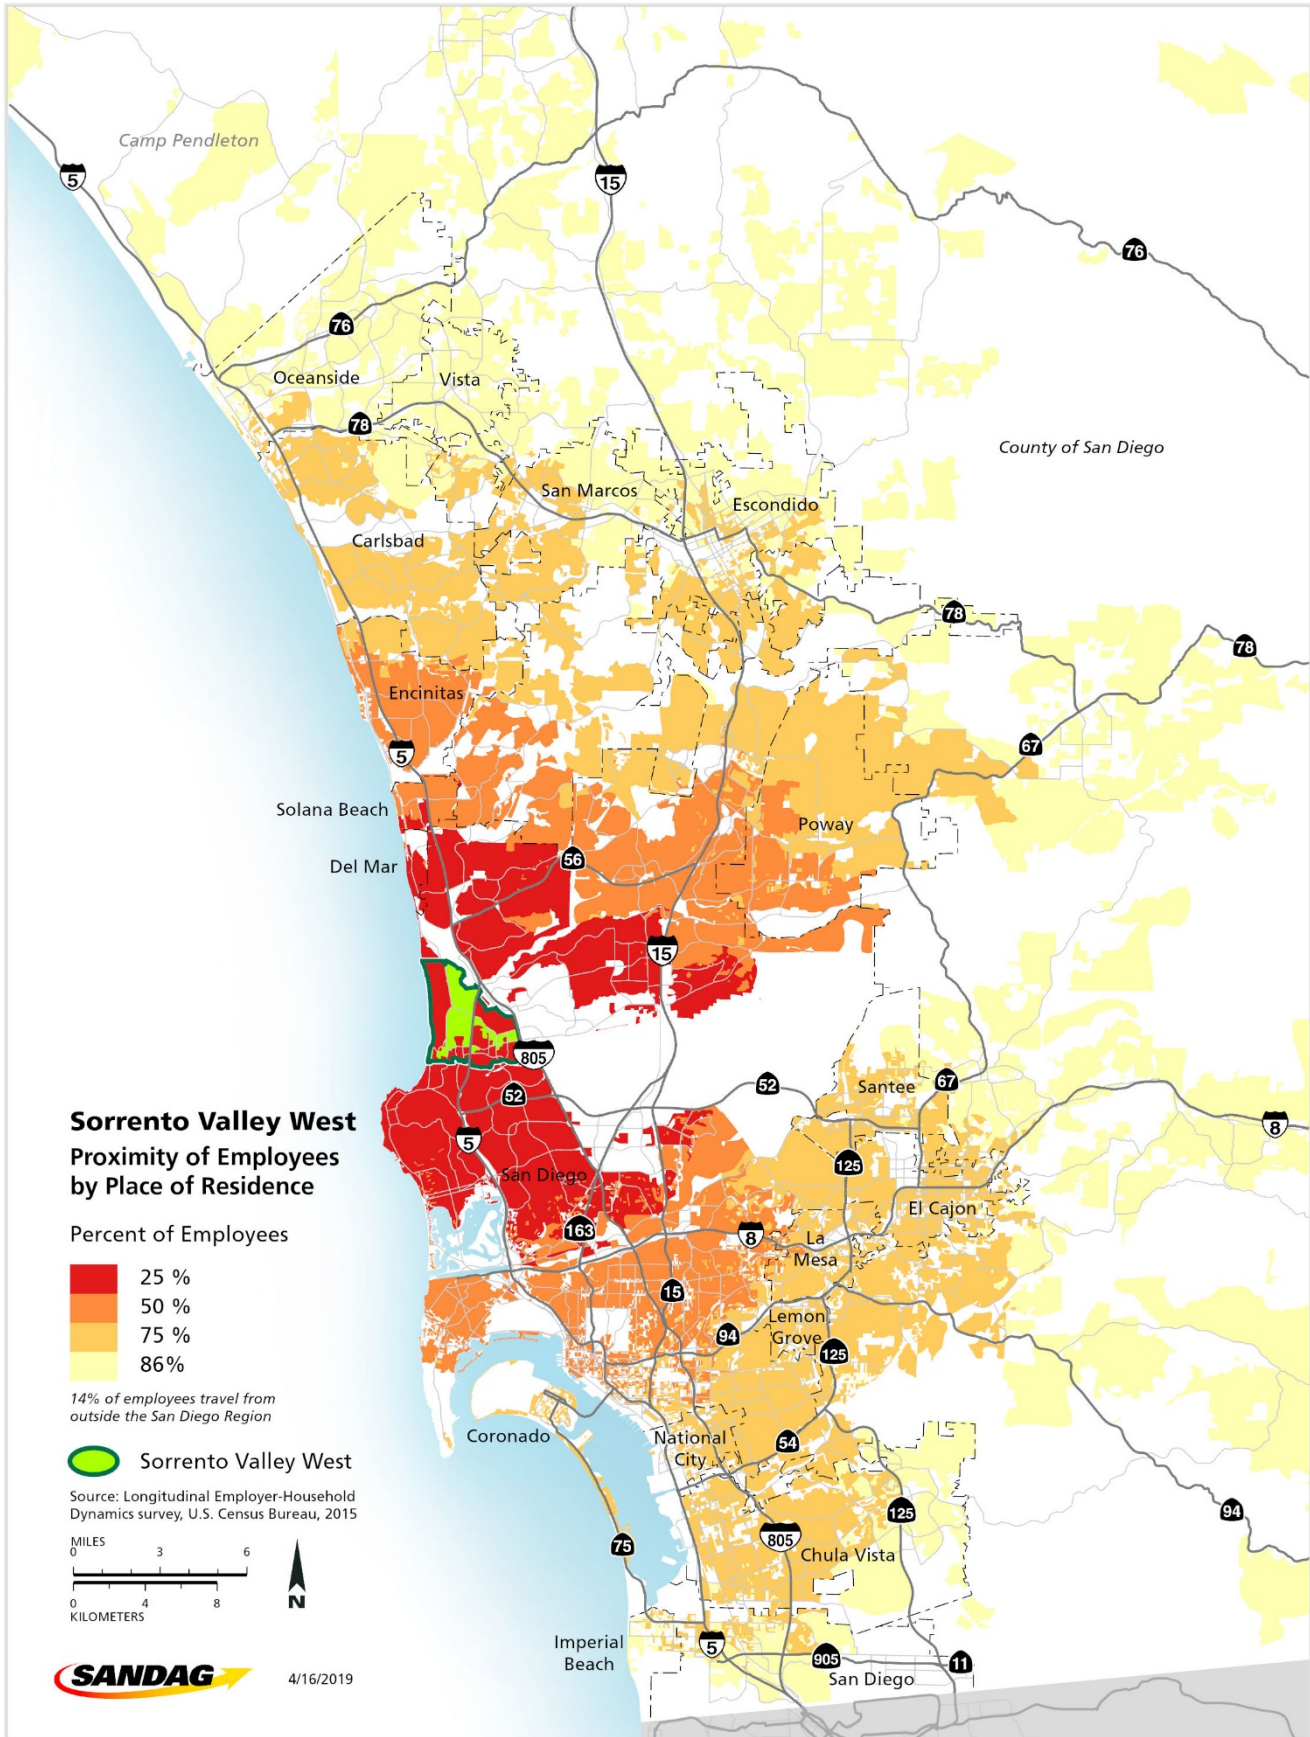 Camp Pendleton
5
15
76
76
Oceanside
Vista
78
County of San Diego
San Marcos
Escondido
Carlsbad
78
78
Encinitas
67
5
Solana Beach
Poway
Del Mar
56
15
805
52
52
Santee
67
8
5
125
San Diego
El Cajon
163
8
La
Mesa
15
Lemon
Grove
94
125
Coronado
National
City
54
125
94
75
805
Chula Vista
Imperial
Beach
5
905
San Diego
11
Sorrento Valley West
Proximity of Employees
by Place of Residence
Percent of Employees
25 %
50 %
75 %
86%
14% of employees travel from
outside the San Diego Region
Sorrento Valley West
Source: Longitudinal Employer-Household
Dynamics survey, U.S. Census Bureau, 2015
MILES
0 3 6
0 4 8
KILOMETERS
N
SANDAG
4/16/2019